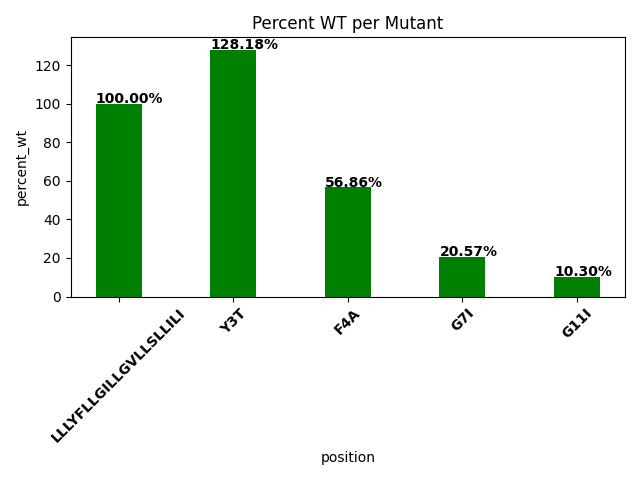 Percent WT per Mutant
percent_wt
120
100
80
60
40
20
0
100.00%
128.18%
56.86%
20.57%
10.30%
LLLYFLLGILLGVLLSLLILI
Y3T
F4A
G7I
G11I
position